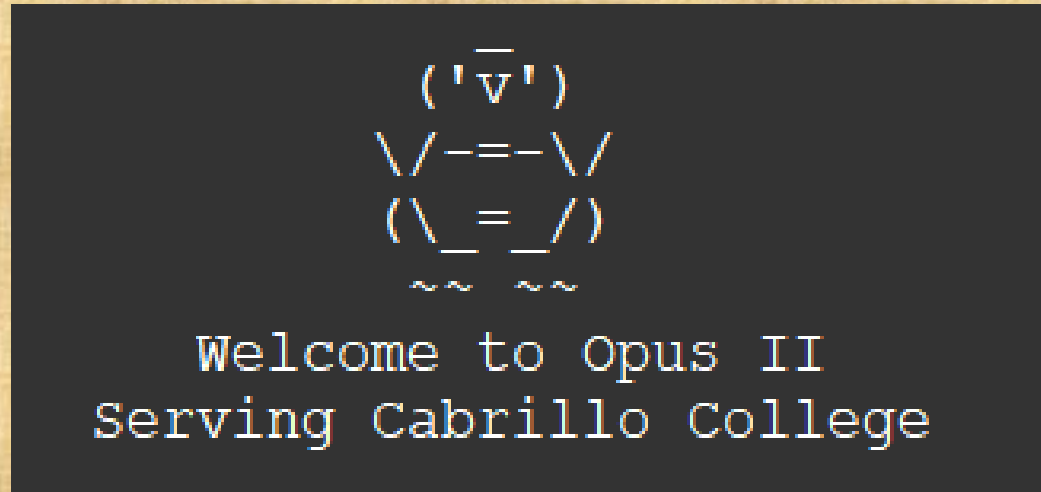 _
('v')
\/-=-\/
(\_=_/)
~~ ~~
Welcome to Opus II
Serving Cabrillo College